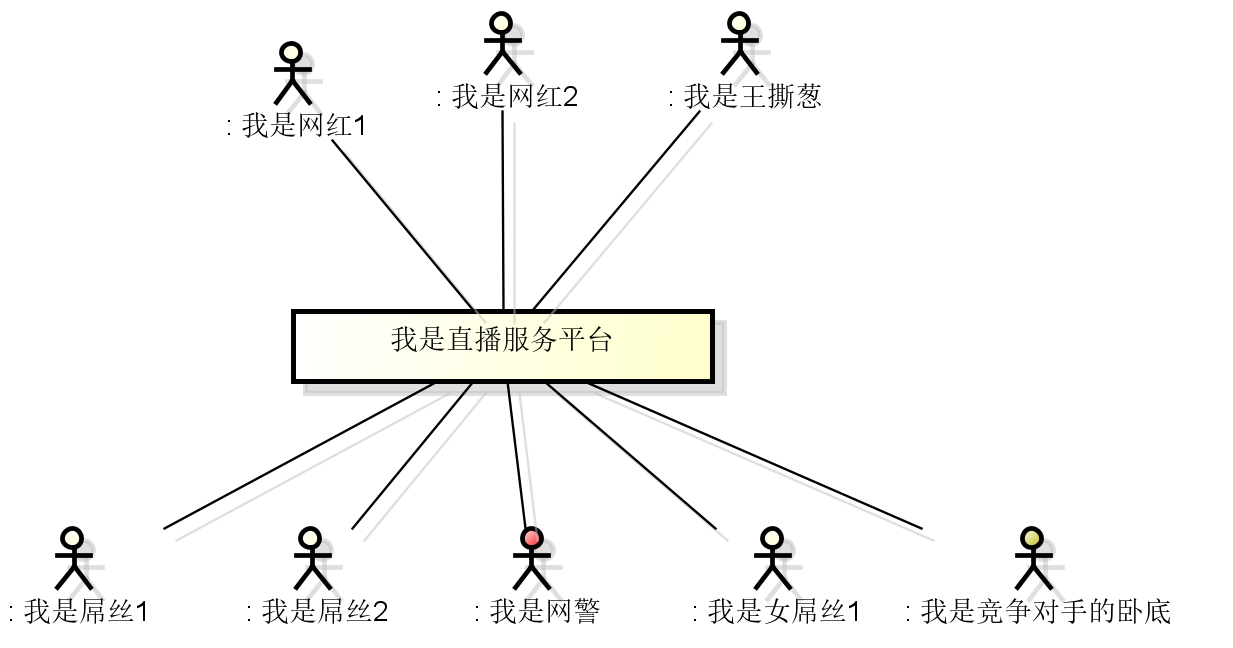 : 我是网红1
: 我是网红2
: 我是王撕葱
我是直播服务平台
: 我是屌丝1
: 我是屌丝2
: 我是网警
: 我是女屌丝1
: 我是竞争对手的卧底